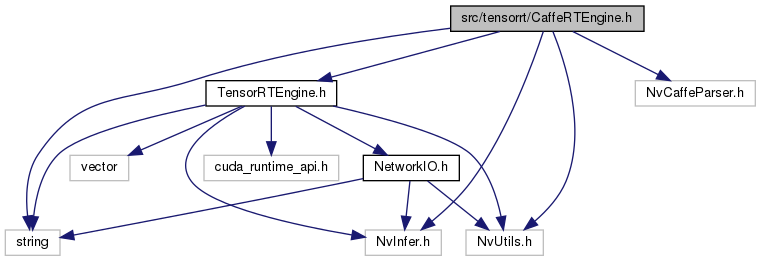 src/tensorrt/CaffeRTEngine.h
TensorRTEngine.h
NvCaffeParser.h
vector
cuda_runtime_api.h
NetworkIO.h
string
NvInfer.h
NvUtils.h